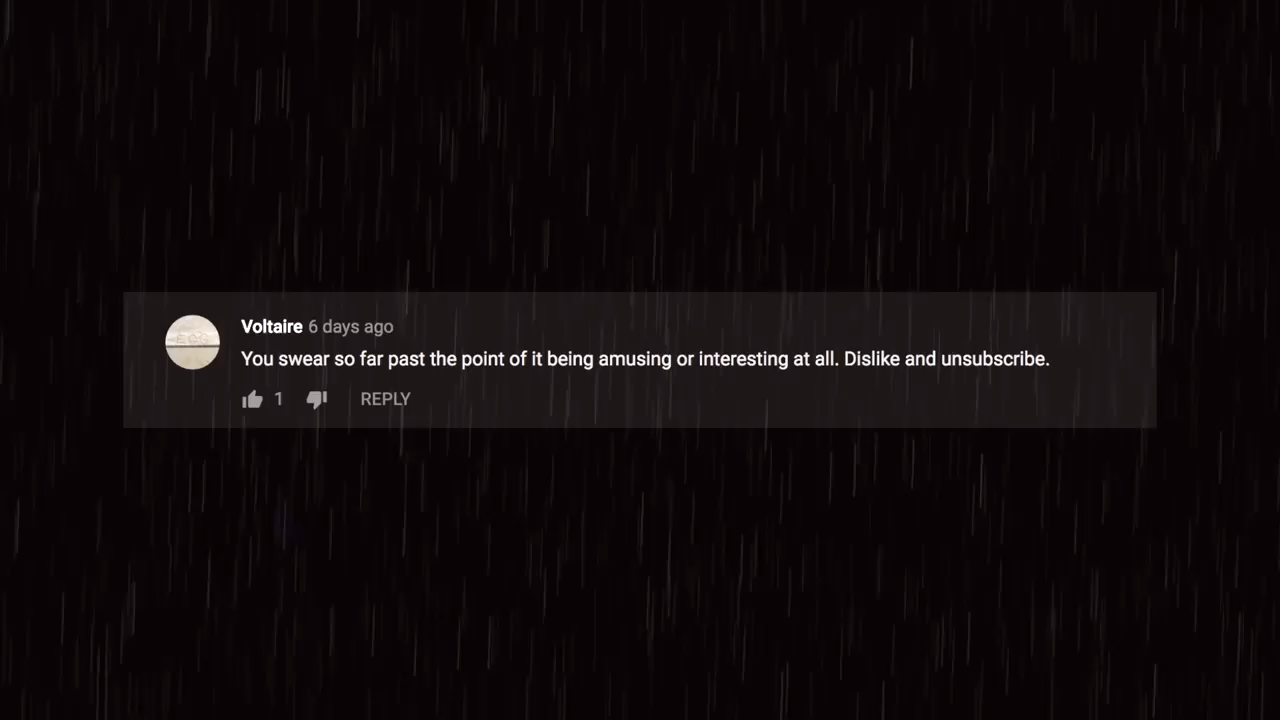 Voltaire 6 days ago
You swear so far past the point of it being amusing or interesting at all. Dislike and unsubscribe.
1 REPLY